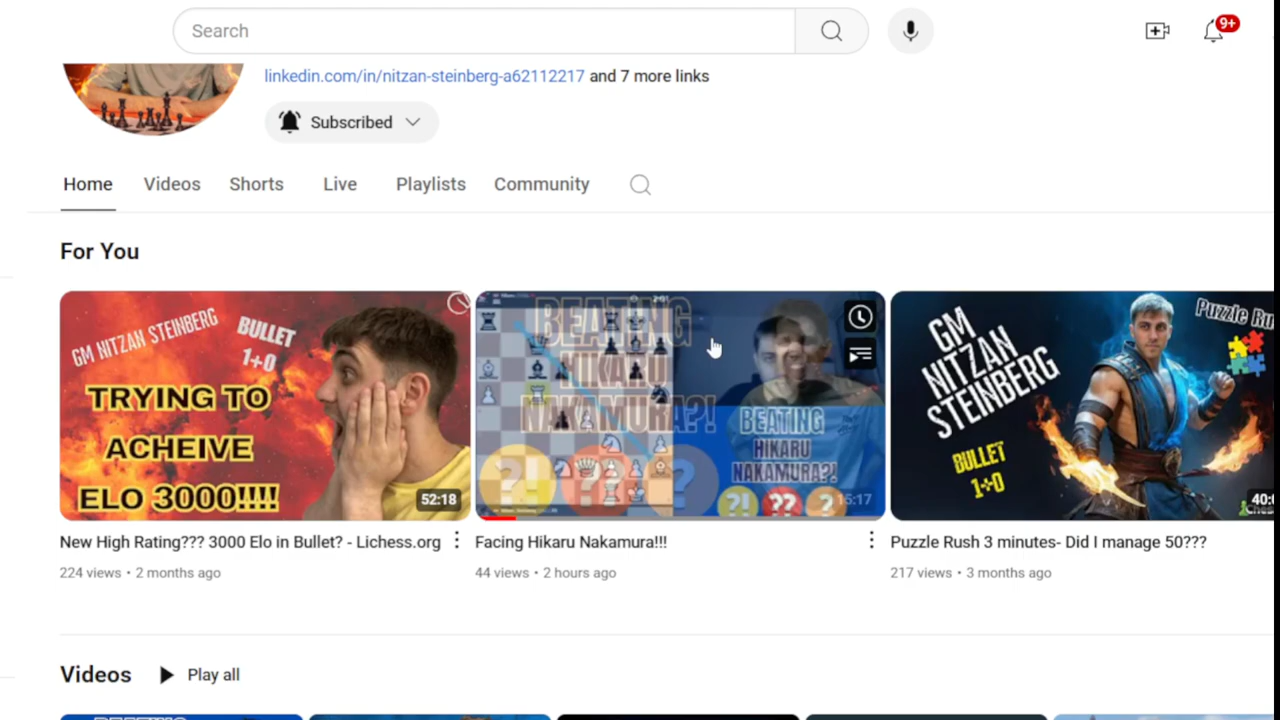 Search
9+
linkedin.com/in/nitzan-steinberg-a62112217 and 7 more links
Subscribed
Home Videos Shorts Live Playlists Community
For You
GM NITZAN STEINBERG
BULLET
1+0
TRYING TO
ACHEIVE
ELO 3000!!!!
52:18
BEATING
HIKARU
NAKAMURA?!
BEATING
HIKARU
NAKAMURA?!
?! ?? ?
?! ?? ?
15:17
GM
NITZAN
STEINBERG
BULLET
1+0
Puzzle Ru
40:
New High Rating??? 3000 Elo in Bullet? - Lichess.org
224 views • 2 months ago
Facing Hikaru Nakamura!!!
44 views • 2 hours ago
Puzzle Rush 3 minutes- Did I manage 50???
217 views • 3 months ago
Videos Play all